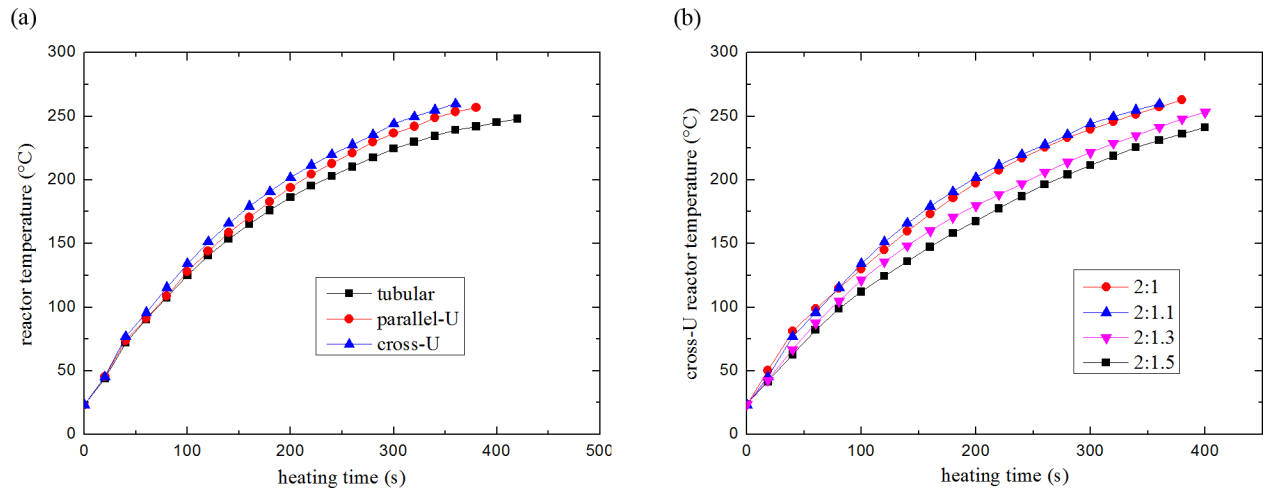 (a)
300
250
200
150
100
50
0
reactor temperature (°C)
0 100 200 300 400 500
heating time (s)
tubular
parallel-U
cross-U
(b)
300
250
200
150
100
50
0
cross-U reactor temperature (°C)
0 100 200 300 400
heating time (s)
2:1
2:1.1
2:1.3
2:1.5